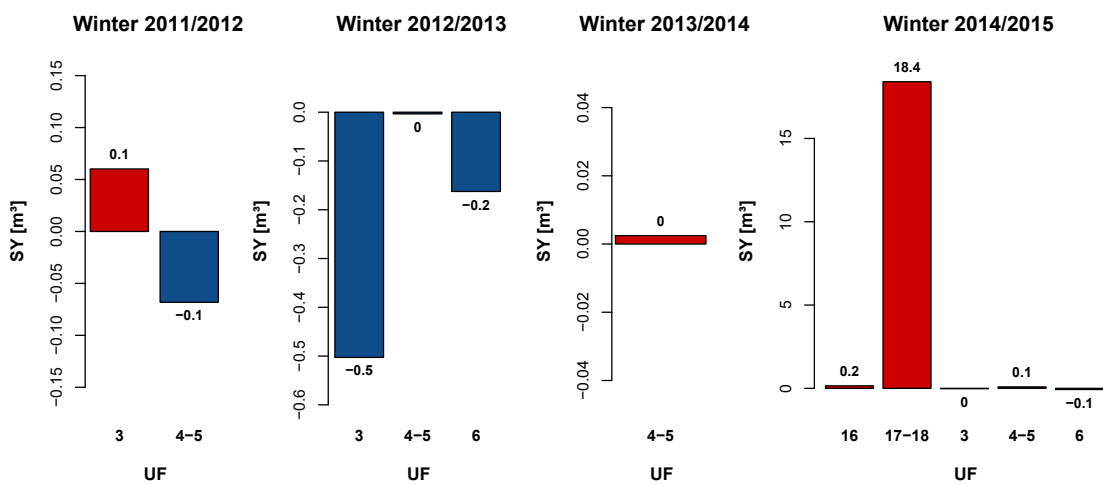 Winter 2011/2012
SY [m³]
0.15
0.10
0.05
0.00
−0.05
−0.10
−0.15
0.1
−0.1
3 4−5
UF
Winter 2012/2013
SY [m³]
0.0
−0.1
−0.2
−0.3
−0.4
−0.5
−0.6
−0.5
0
−0.2
3 4−5 6
UF
Winter 2013/2014
SY [m³]
0.04
0.02
0.00
−0.02
−0.04
0
4−5
UF
Winter 2014/2015
SY [m³]
15
10
5
0
0.2
18.4
0
0.1
−0.1
16 17−18 3 4−5 6
UF